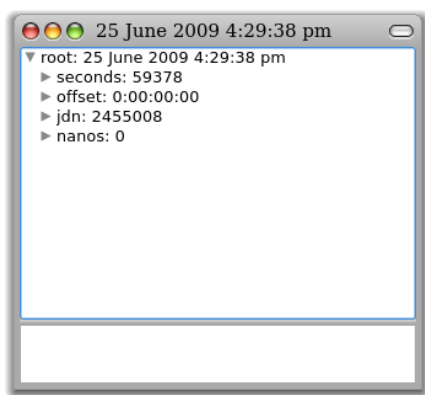 25 June 2009 4:29:38 pm
root: 25 June 2009 4:29:38 pm
seconds: 59378
offset: 0:00:00:00
jdn: 2455008
nanos: 0